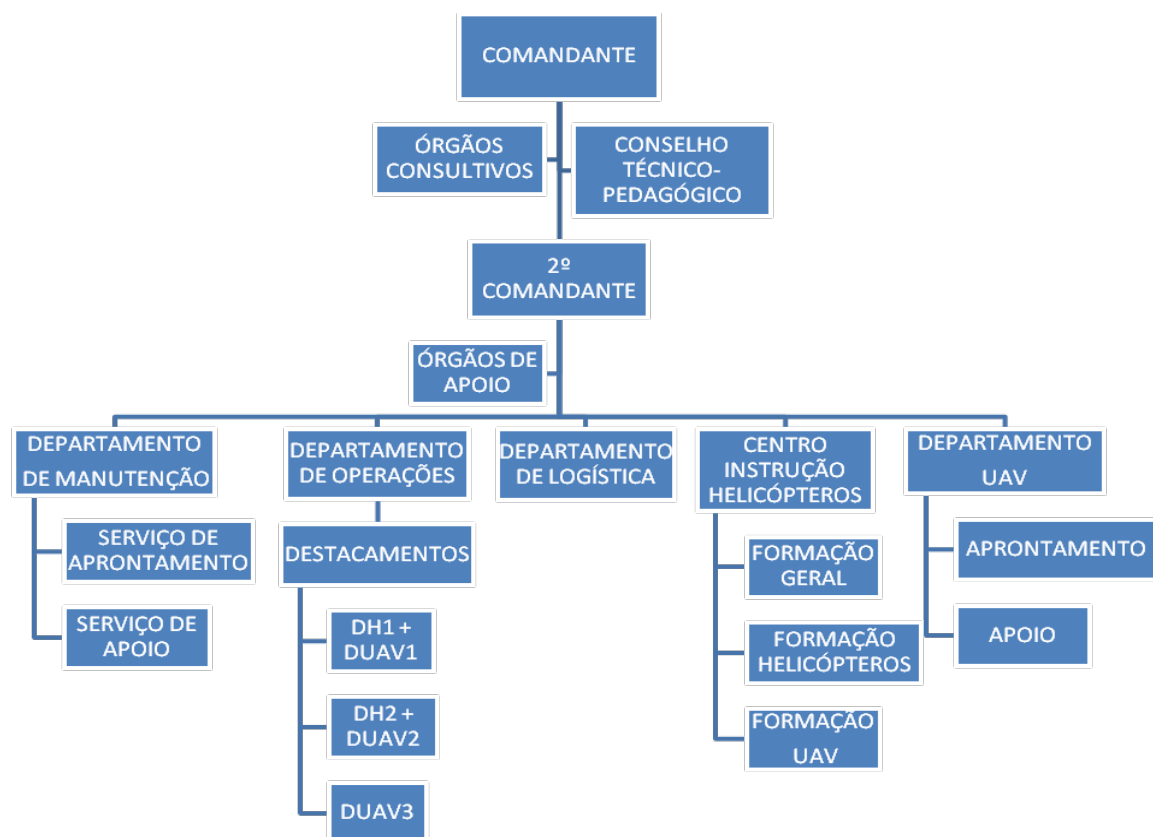 COMANDANTE
ÓRGÃOS
CONSULTIVOS
CONSELHO
TÉCNICO-
PEDAGÓGICO
2º
COMANDANTE
ÓRGÃOS DE
APOIO
DEPARTAMENTO
DE MANUTENÇÃO
SERVIÇO DE
APRONTAMENTO
SERVIÇO DE
APOIO
DEPARTAMENTO
DE OPERAÇÕES
DESTACAMENTOS
DH1 +
DUAV1
DH2 +
DUAV2
DUAV3
DEPARTAMENTO
DE LOGÍSTICA
CENTRO
INSTRUÇÃO
HELICÓPTEROS
FORMAÇÃO
GERAL
FORMAÇÃO
HELICÓPTEROS
FORMAÇÃO
UAV
DEPARTAMENTO
UAV
APRONTAMENTO
APOIO